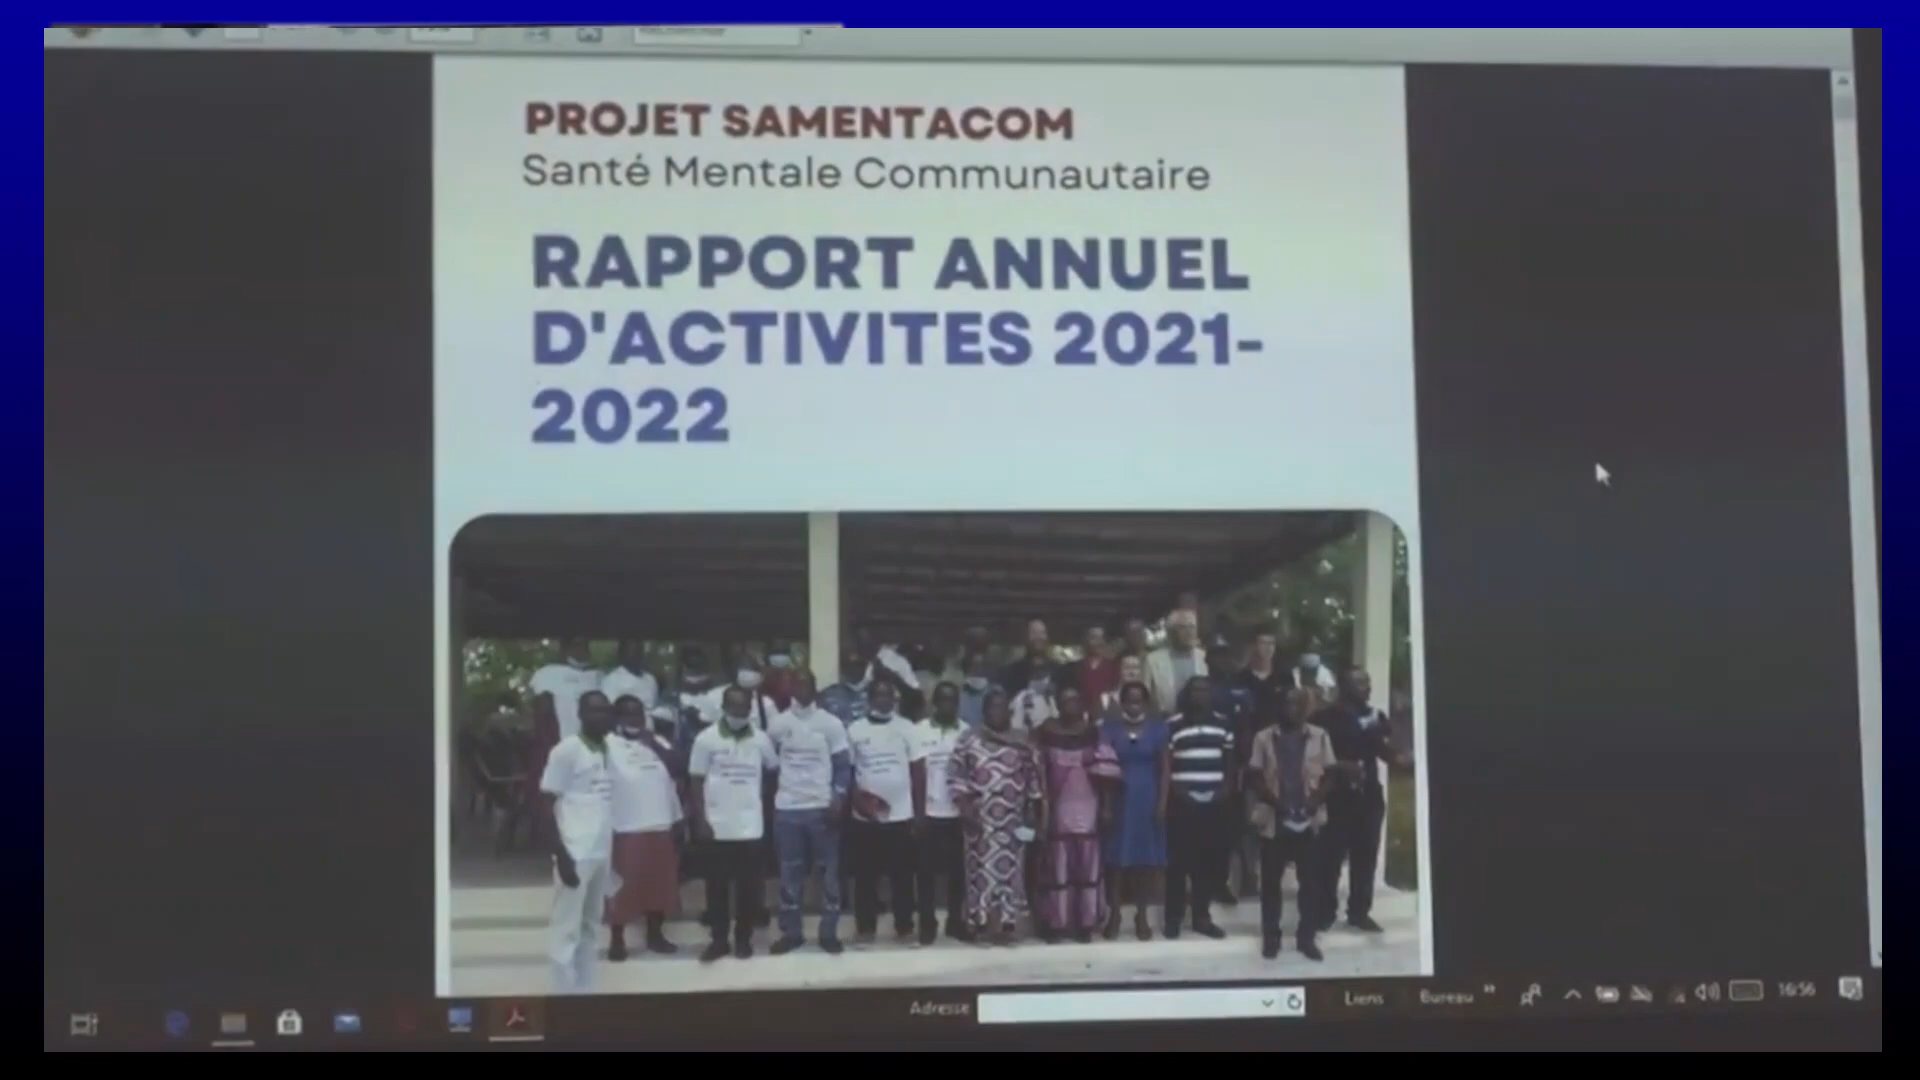 PROJET SAMENTACOM
Santé Mentale Communautaire
RAPPORT ANNUEL
D'ACTIVITES 2021-
2022
Adresse
Liens
Bureau
16:56